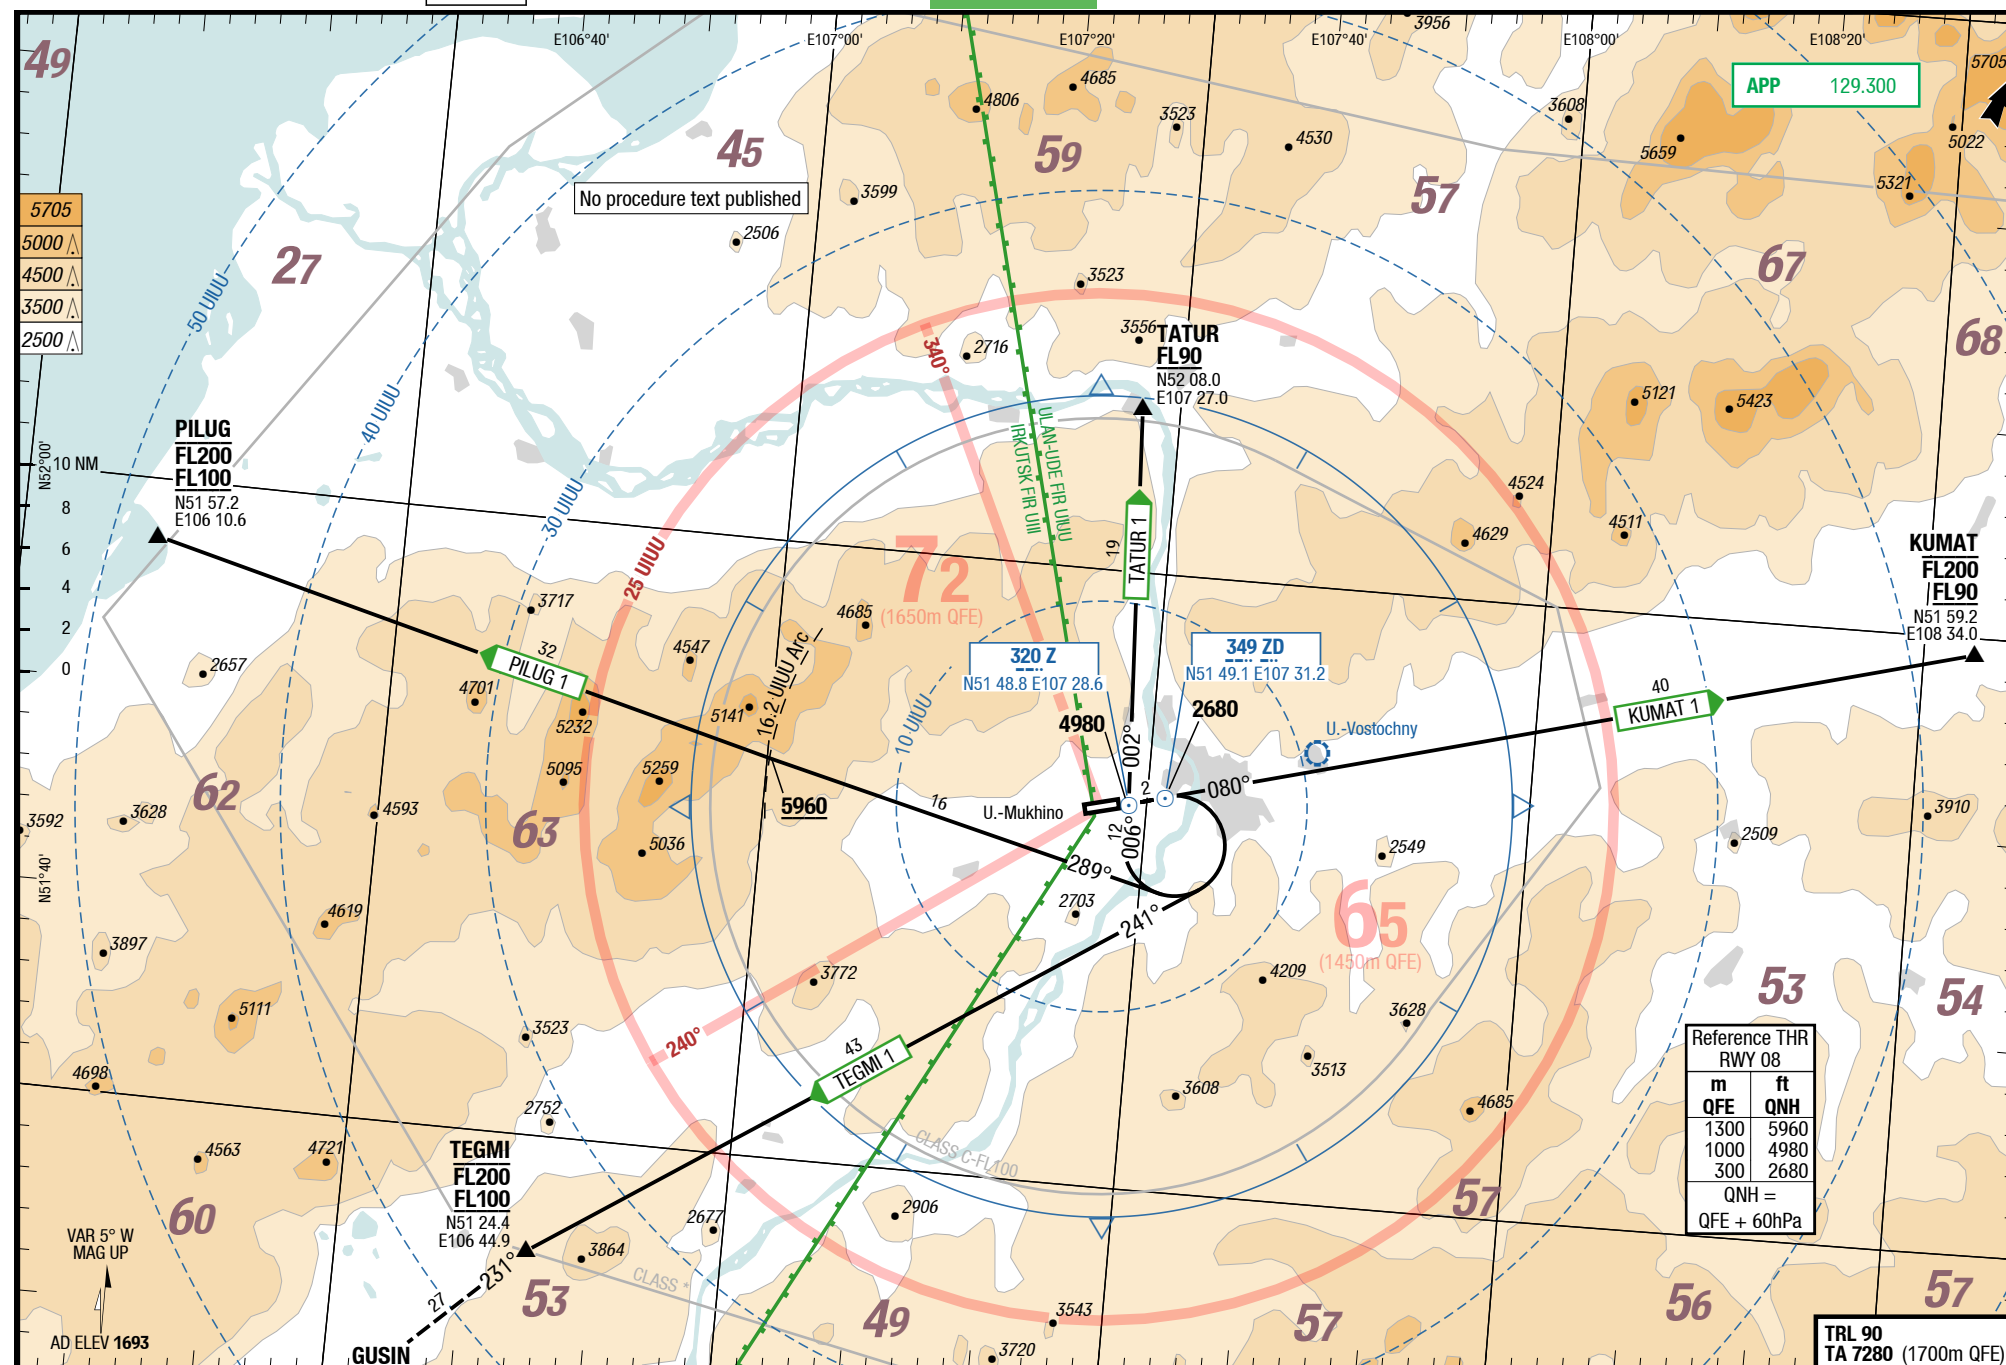 3956
E106°40'
E107°00'
E107°20'
E107°40'
E108°00'
E108°20'
49
5705
APP 129.300
4685
4806
3523
4530
3608
5659
5022
5321
45
59
57
67
68
No procedure text published
3599
2506
27
5705
5000
4500
3500
2500
50 UIUU
40 UIUU
30 UIUU
25 UIUU
10 UIUU
3523
3556
2716
340°
TATUR
FL90
N52 08.0
E107 27.0
ULAN-UDE FIR UIUU
IRKUTSK FIR UIII
5121
5423
PILUG
FL200
FL100
N51 57.2
E106 10.6
N52°00'
10 NM
8
6
4
2
0
4524
4629
4511
KUMAT
FL200
FL90
N51 59.2
E108 34.0
72
(1650m QFE)
19
TATUR 1
3717
4685
4547
2657
4701
32
PILUG 1
5232
5141
16.2 UIUU Arc
320 Z
N51 48.8 E107 28.6
349 ZD
N51 49.1 E107 31.2
4980
2680
002°
U.-Vostochny
40
KUMAT 1
080°
5095
5259
5960
16
U.-Mukhino
2
12
006°
289°
62
63
3592
3628
4593
5036
N51°40'
3910
2509
2549
2703
241°
65
(1450m QFE)
4619
3897
3772
4209
53
54
5111
3523
240°
43
TEGMI 1
3628
3513
3608
4685
4698
2752
CLASS C-FL100
Reference THR
RWY 08
m ft
QFE QNH
1300 5960
1000 4980
300 2680
QNH =
QFE + 60hPa
4563
4721
60
TEGMI
FL200
FL100
N51 24.4
E106 44.9
2677
2906
57
VAR 5° W
MAG UP
3864
231°
27
53
CLASS *
49
3543
57
56
57
AD ELEV 1693
GUSIN
3720
TRL 90
TA 7280 (1700m QFE)